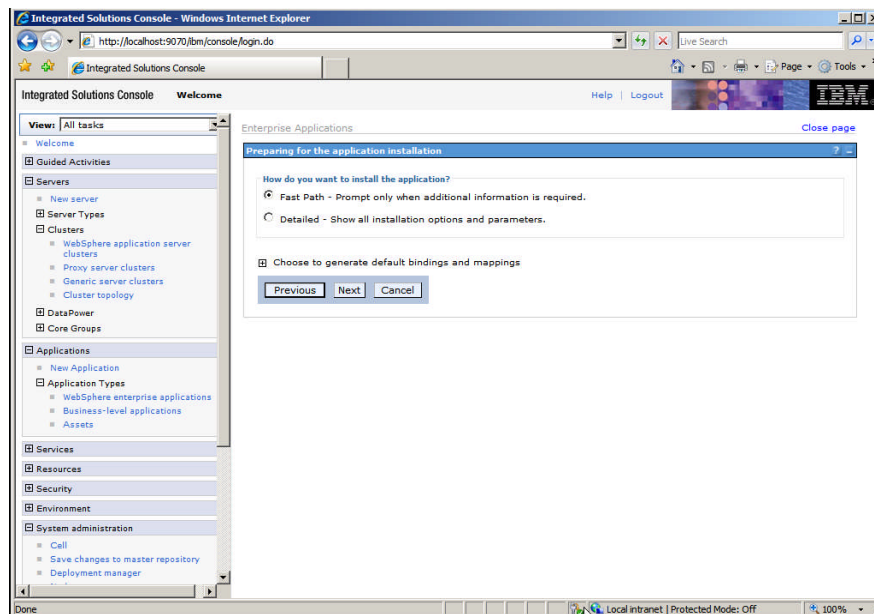 Integrated Solutions Console - Windows Internet Explorer
http://localhost:9070/ibm/console/login.do
Live Search
Integrated Solutions Console
Page
Tools
Integrated Solutions Console Welcome
Help | Logout
IBM.
View: All tasks
Welcome
Guided Activities
Servers
New server
Server Types
Clusters
WebSphere application server
clusters
Proxy server clusters
Generic server clusters
Cluster topology
DataPower
Core Groups
Applications
New Application
Application Types
WebSphere enterprise applications
Business-level applications
Assets
Services
Resources
Security
Environment
System administration
Cell
Save changes to master repository
Deployment manager
Enterprise Applications
Close page
Preparing for the application installation
? -
How do you want to install the application?
Fast Path - Prompt only when additional information is required.
Detailed - Show all installation options and parameters.
Choose to generate default bindings and mappings
Previous Next Cancel
Done
Local intranet | Protected Mode: Off
100%